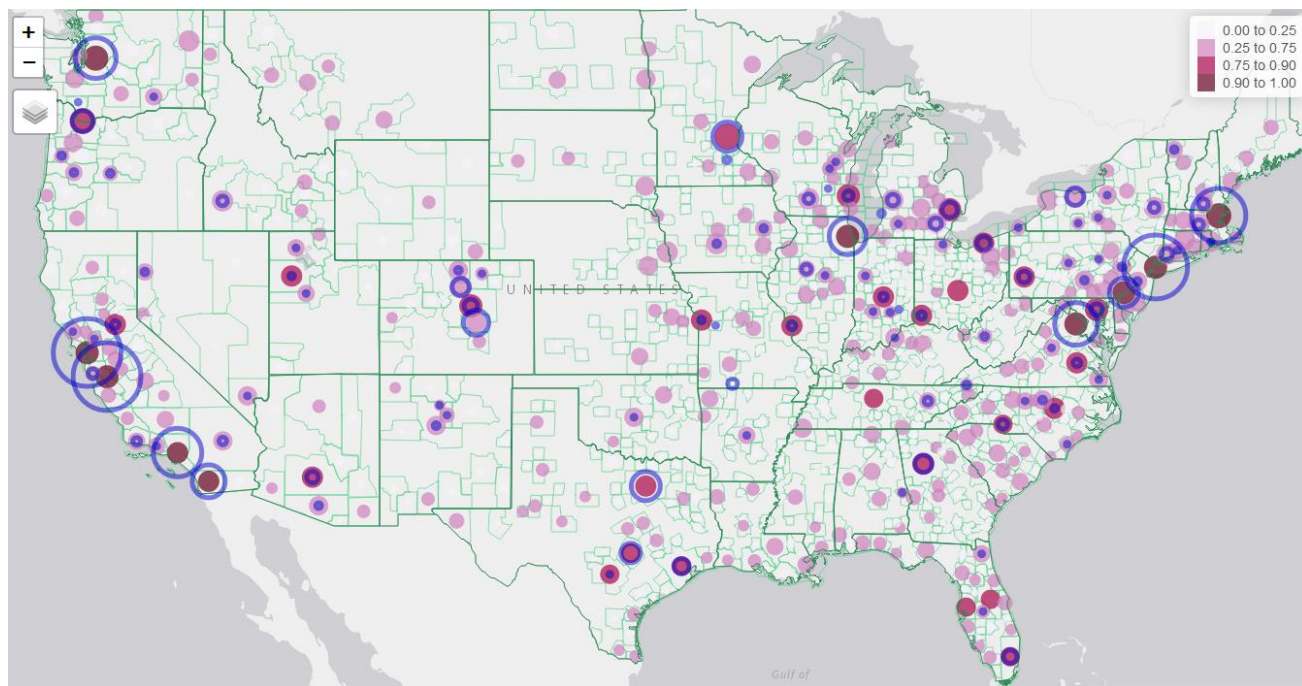 +
−
0.00 to 0.25
0.25 to 0.75
0.75 to 0.90
0.90 to 1.00
UNITED STATES
Gulf of